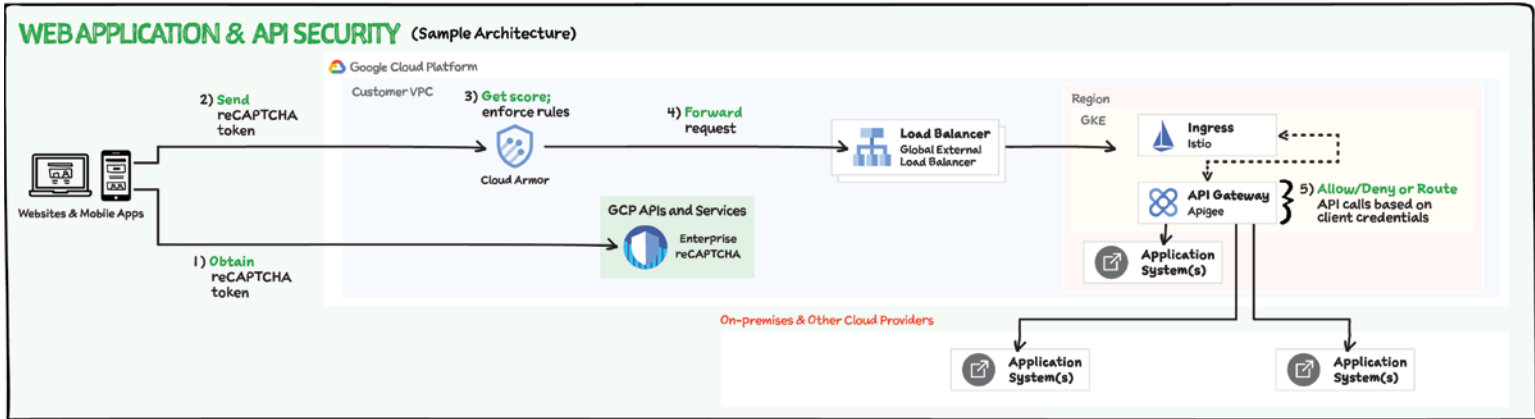 WEB APPLICATION & API SECURITY (Sample Architecture)
Google Cloud Platform
Customer VPC
2) Send
reCAPTCHA
token
3) Get score;
enforce rules
Cloud Armor
4) Forward
request
Load Balancer
Global External
Load Balancer
Region
GKE
Ingress
Istio
API Gateway
Apigee
5) Allow/Deny or Route
API calls based on
client credentials
Websites & Mobile Apps
1) Obtain
reCAPTCHA
token
GCP APIs and Services
Enterprise
reCAPTCHA
Application
System(s)
On-premises & Other Cloud Providers
Application
System(s)
Application
System(s)